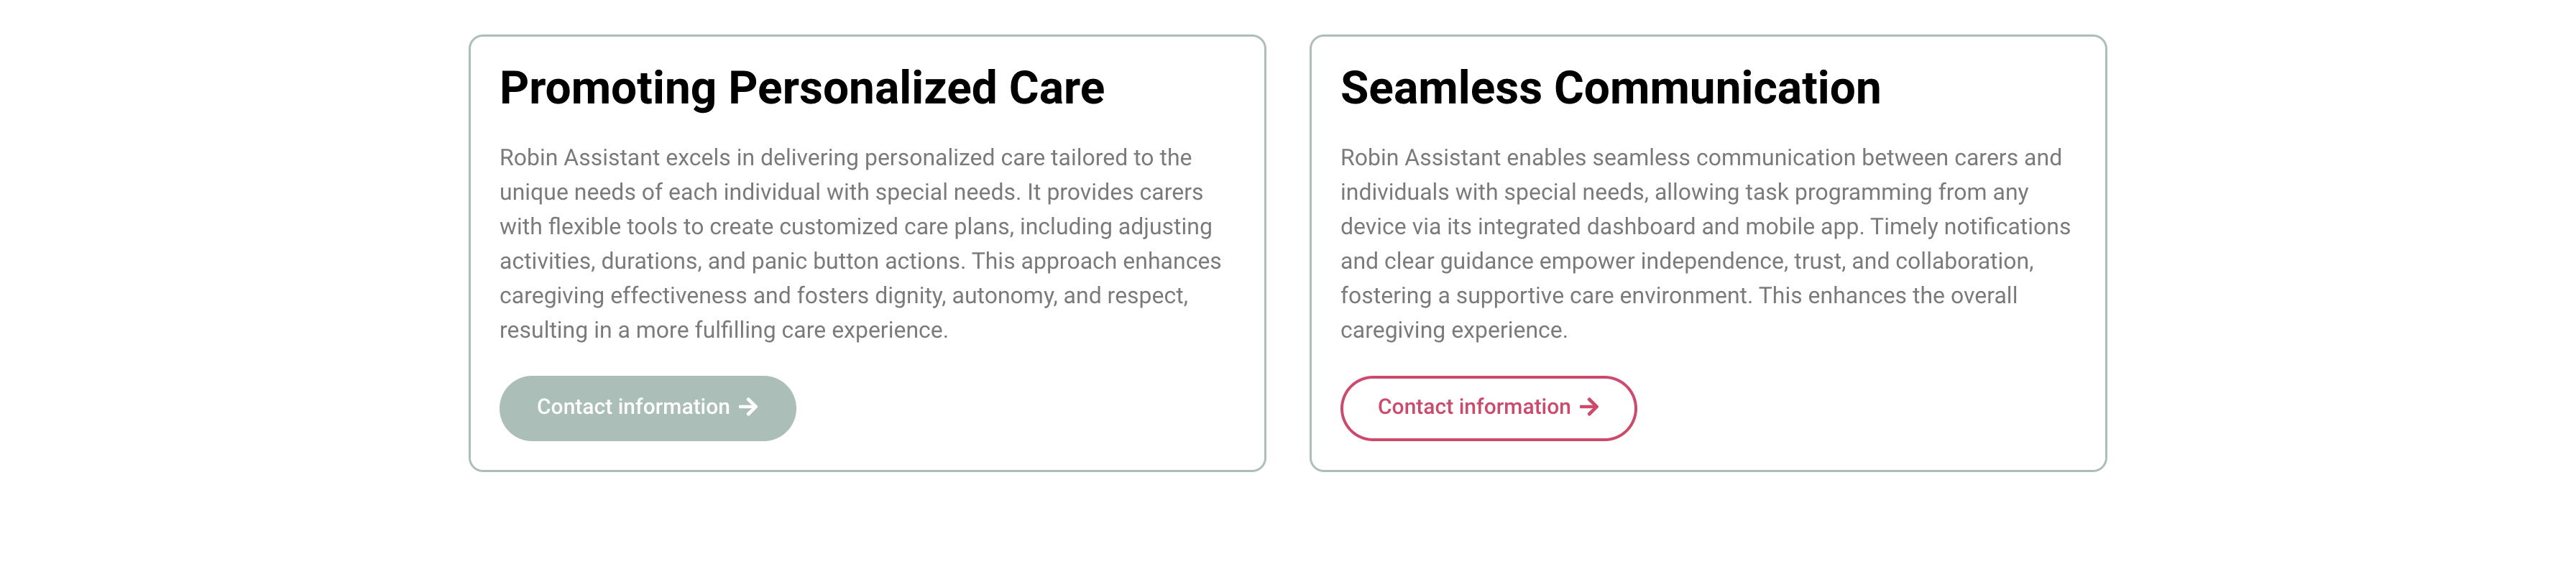 Promoting Personalized Care
Robin Assistant excels in delivering personalized care tailored to the
unique needs of each individual with special needs. It provides carers
with flexible tools to create customized care plans, including adjusting
activities, durations, and panic button actions. This approach enhances
caregiving effectiveness and fosters dignity, autonomy, and respect,
resulting in a more fulfilling care experience.
Contact information →
Seamless Communication
Robin Assistant enables seamless communication between carers and
individuals with special needs, allowing task programming from any
device via its integrated dashboard and mobile app. Timely notifications
and clear guidance empower independence, trust, and collaboration,
fostering a supportive care environment. This enhances the overall
caregiving experience.
Contact information →